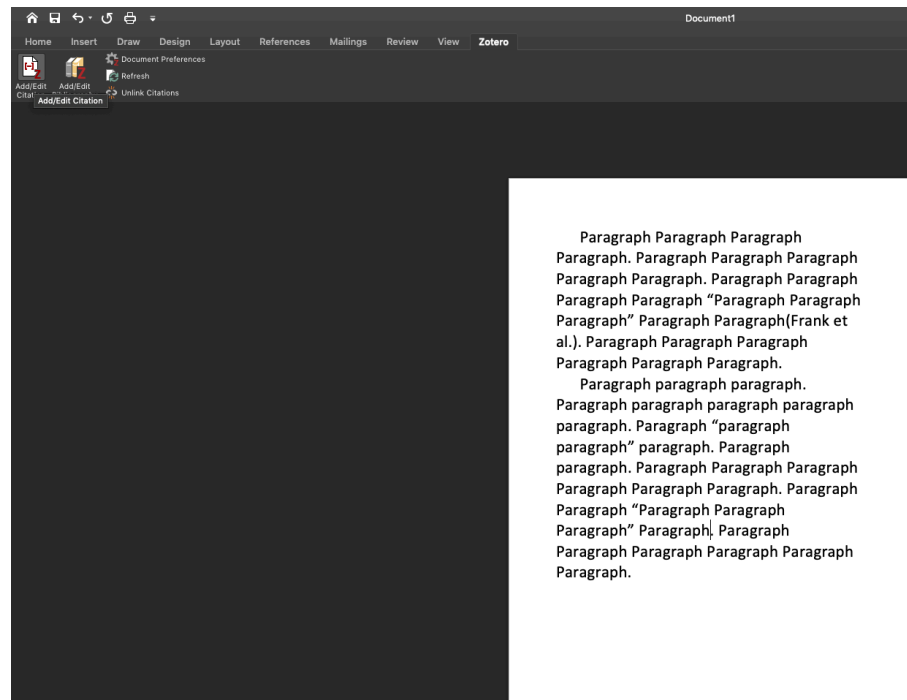 Document1
Home Insert Draw Design Layout References Mailings Review View Zotero
Document Preferences
Refresh
Add/Edit Add/Edit
Unlink Citations
Add/Edit Citation
Paragraph Paragraph Paragraph
Paragraph. Paragraph Paragraph Paragraph
Paragraph Paragraph. Paragraph Paragraph
Paragraph Paragraph “Paragraph Paragraph
Paragraph” Paragraph Paragraph(Frank et
al.). Paragraph Paragraph Paragraph
Paragraph Paragraph Paragraph.
Paragraph paragraph paragraph.
Paragraph paragraph paragraph paragraph
paragraph. Paragraph “paragraph
paragraph” paragraph. Paragraph
paragraph. Paragraph Paragraph Paragraph
Paragraph Paragraph Paragraph. Paragraph
Paragraph “Paragraph Paragraph
Paragraph” Paragraph. Paragraph
Paragraph Paragraph Paragraph Paragraph
Paragraph.